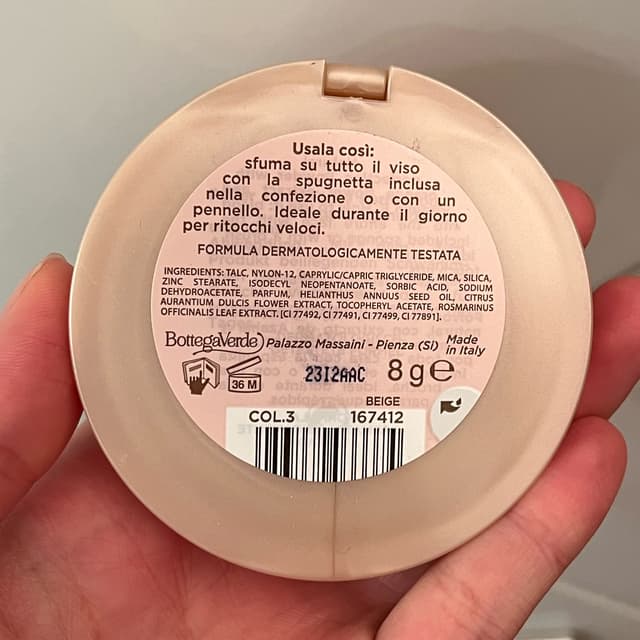 Usala così:
sfuma su tutto il viso
con la spugnetta inclusa
nella confezione o con un
pennello. Ideale durante il giorno
per ritocchi veloci.
FORMULA DERMATOLOGICAMENTE TESTATA
INGREDIENTS: TALC, NYLON-12, CAPRYLIC/CAPRIC TRIGLYCERIDE, MICA, SILICA,
ZINC STEARATE, ISODECYL NEOPENTANOATE, SORBIC ACID, SODIUM
DEHYDROACETATE, PARFUM, HELIANTHUS ANNUUS SEED OIL, CITRUS
AURANTIUM DULCIS FLOWER EXTRACT, TOCOPHERYL ACETATE, ROSMARINUS
OFFICINALIS LEAF EXTRACT. [CI 77492, CI 77491, CI 77499, CI 77891].
BottegaVerde Palazzo Massaini - Pienza (SI) Made
in Italy
36 M 2312AAC 8 g e
BEIGE
COL.3 167412